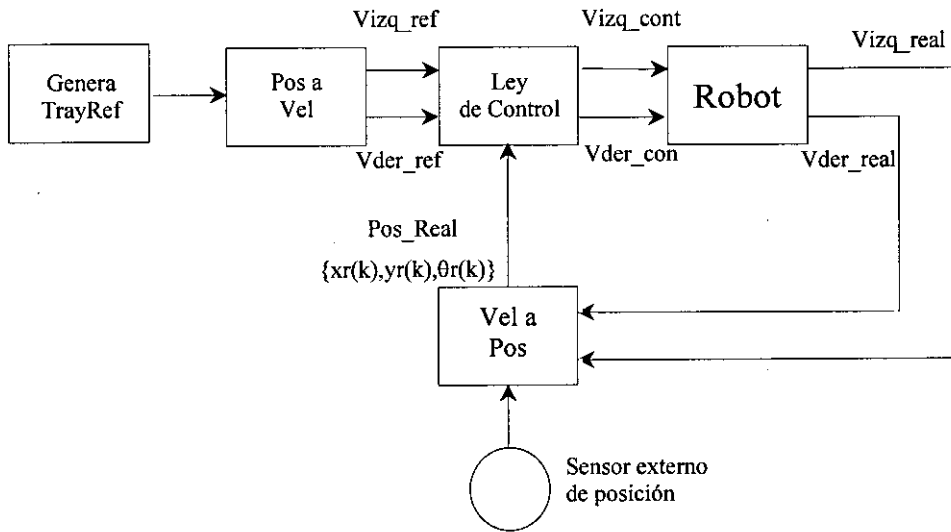 Vizq_ref
Vizq_cont
Vizq_real
Genera
TrayRef
Pos a
Vel
Ley
de Control
Robot
Vder_ref
Vder_con
Vder_real
Pos_Real
{xr(k),yr(k),θr(k)}
Vel a
Pos
Sensor externo
de posición